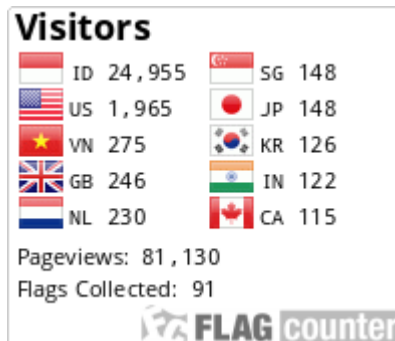 Visitors
ID 24,955 SG 148
US 1,965 JP 148
VN 275 KR 126
GB 246 IN 122
NL 230 CA 115
Pageviews: 81,130
Flags Collected: 91
FC FLAG counter